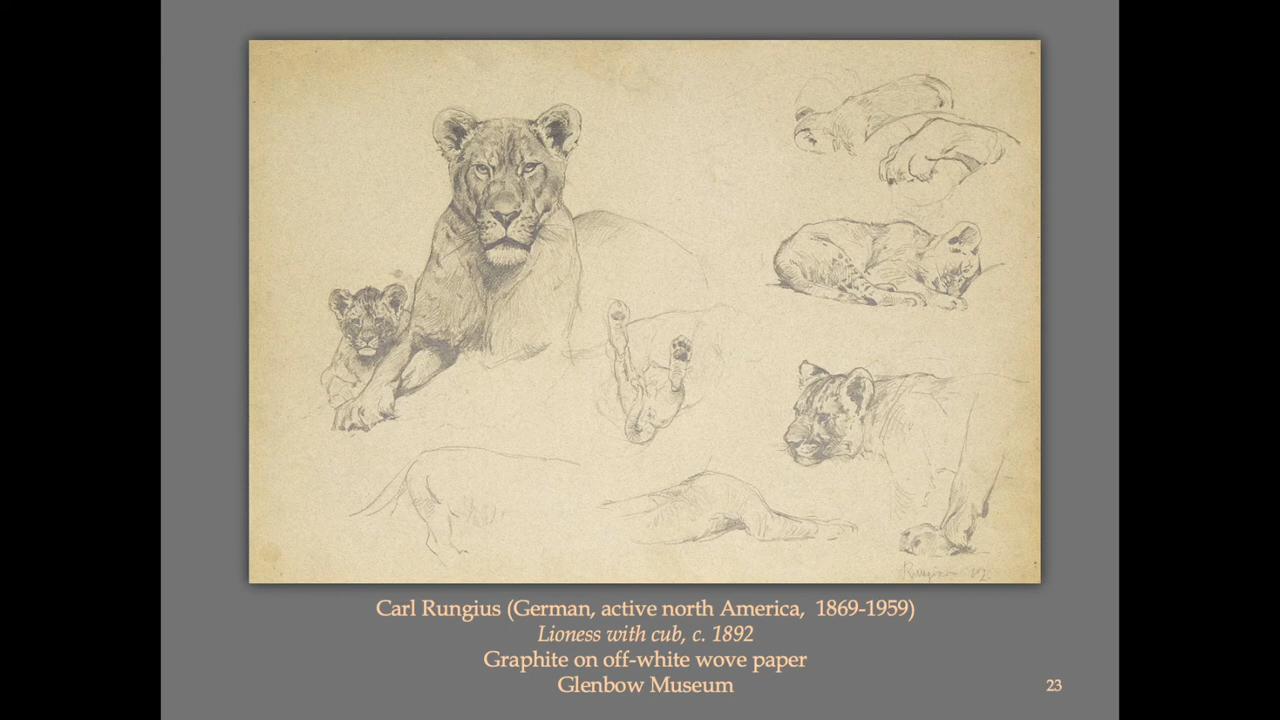 Rungius
Carl Rungius (German, active north America, 1869-1959)
Lioness with cub, c. 1892
Graphite on off-white wove paper
Glenbow Museum
23